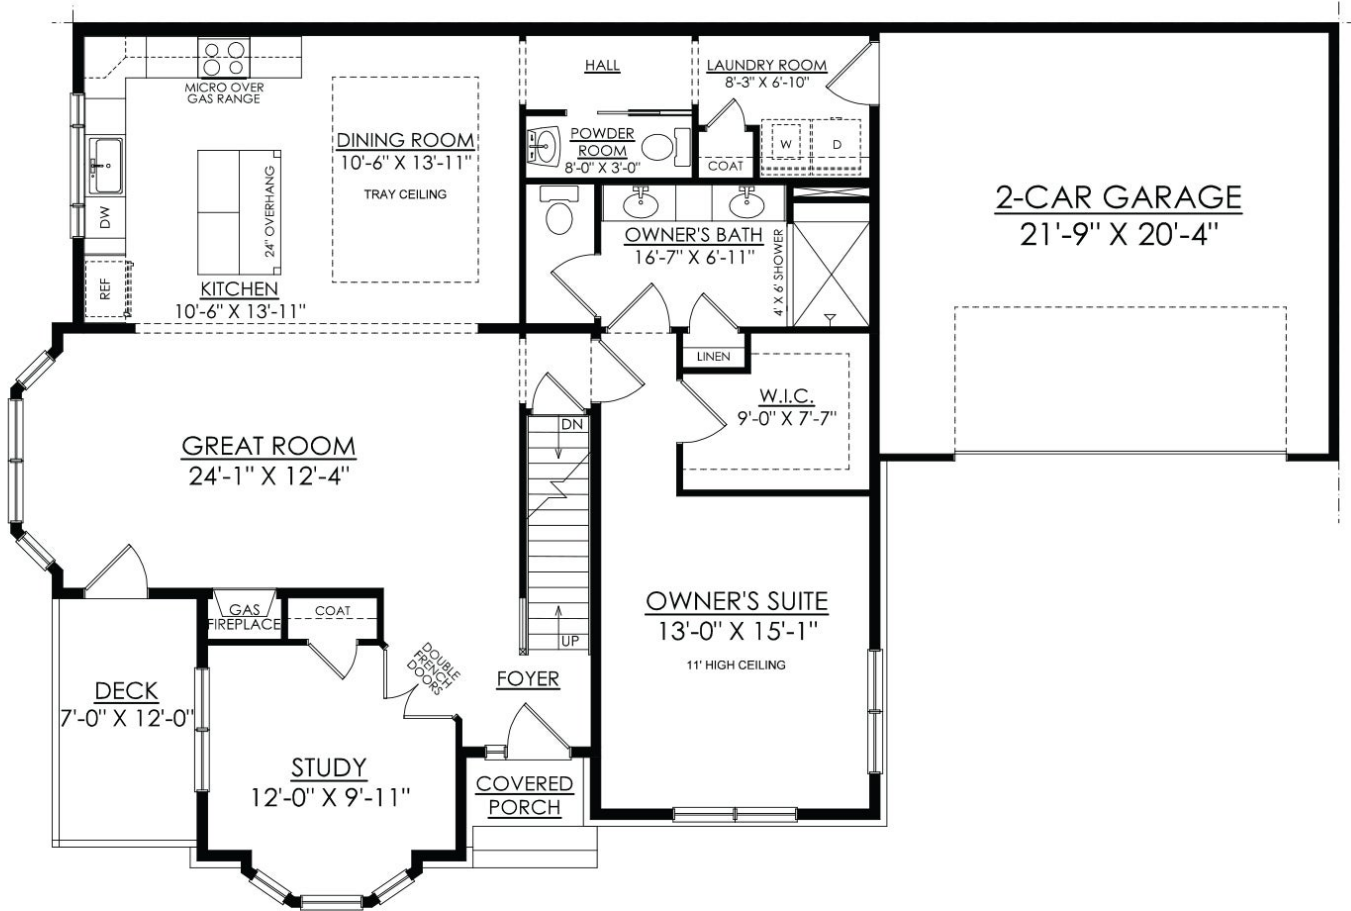 HALL
LAUNDRY ROOM
8'-3" X 6'-10"
MICRO OVER
GAS RANGE
DINING ROOM
10'-6" X 13'-11"
TRAY CEILING
POWDER
ROOM
8'-0" X 3'-0"
COAT
W
D
2-CAR GARAGE
21'-9" X 20'-4"
DW
24" OVERHANG
REF
KITCHEN
10'-6" X 13'-11"
OWNER'S BATH
16'-7" X 6'-11"
4' X 6' SHOWER
LINEN
W.I.C.
9'-0" X 7'-7"
GREAT ROOM
24'-1" X 12'-4"
DN
UP
OWNER'S SUITE
13'-0" X 15'-1"
11' HIGH CEILING
GAS
FIREPLACE
COAT
DOUBLE
FRENCH
DOORS
FOYER
DECK
7'-0" X 12'-0"
STUDY
12'-0" X 9'-11"
COVERED
PORCH